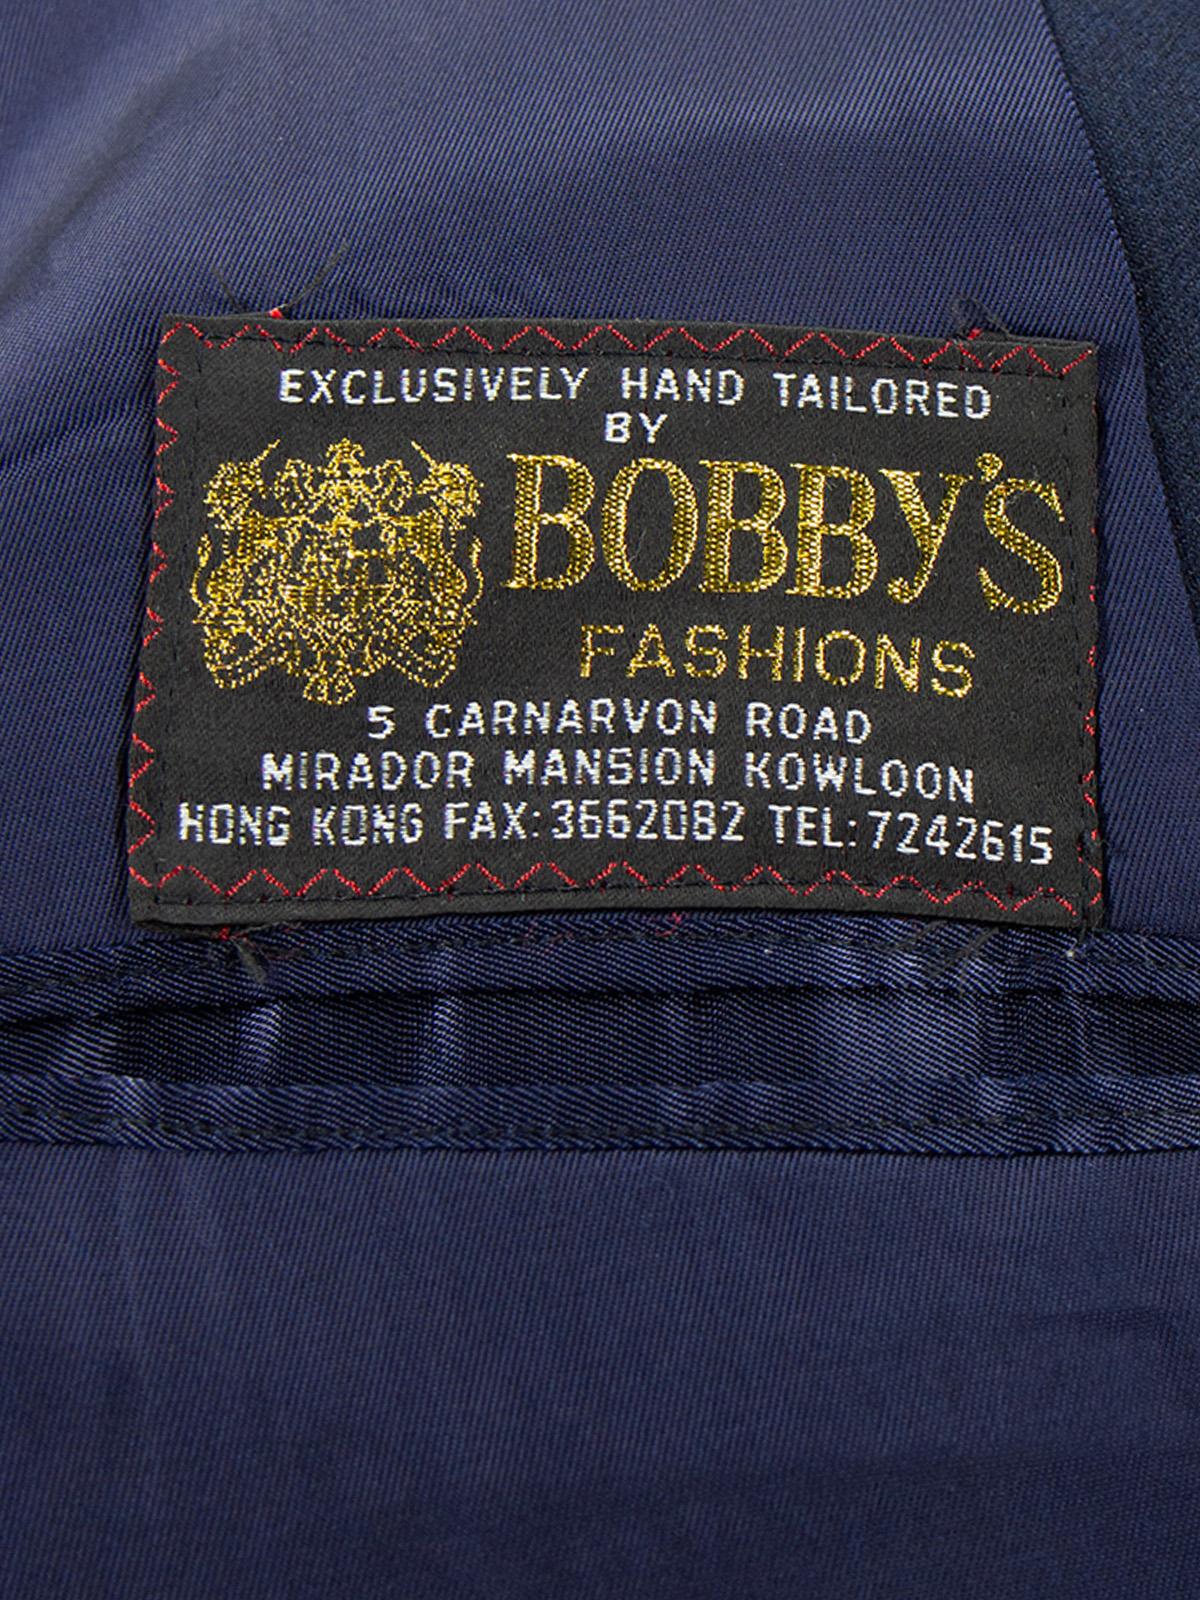 EXCLUSIVELY HAND TAILORED
BY
BOBBY'S
FASHIONS
5 CARNARVON ROAD
MIRADOR MANSION KOWLOON
HONG KONG FAX:3662082 TEL:7242615